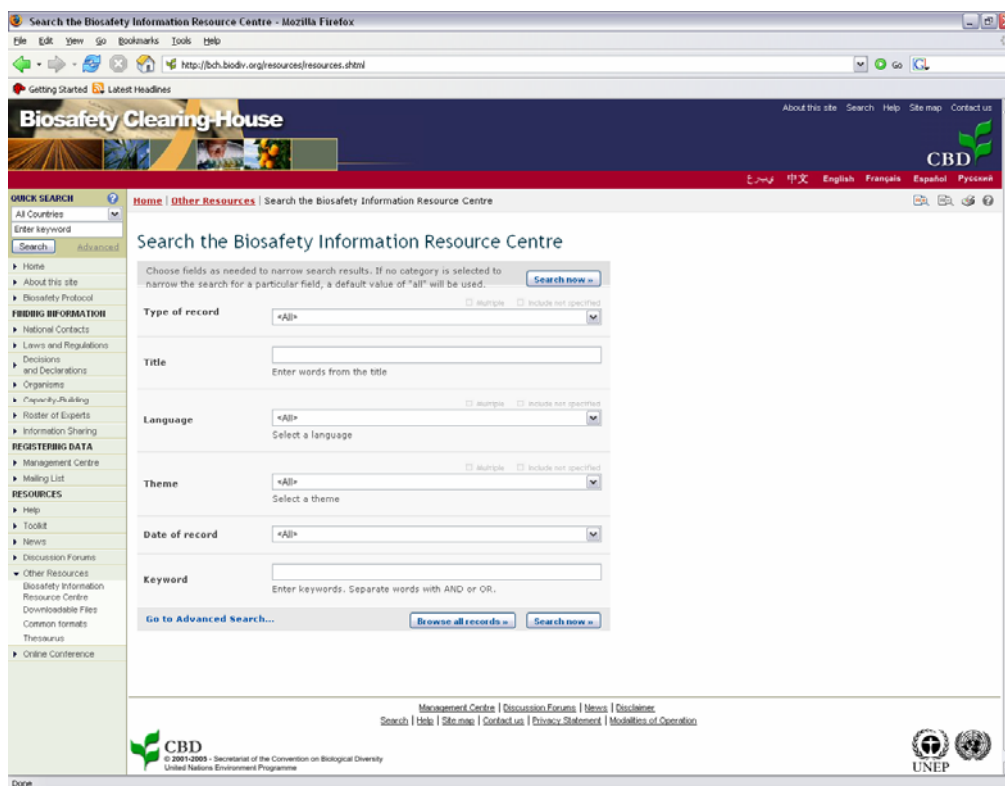 Search the Biosafety Information Resource Centre - Mozilla Firefox
File Edit View Go Bookmarks Tools Help
http://bch.biodiv.org/resources/resources.shtml Go
Getting Started Latest Headlines
About this site Search Help Site map Contact us
Biosafety Clearing-House
CBD
中文 English Français Español Русский
QUICK SEARCH
All Countries
Enter keyword
Search Advanced
Home
About this site
Biosafety Protocol
FINDING INFORMATION
National Contacts
Laws and Regulations
Decisions
and Declarations
Organisms
Capacity-Building
Roster of Experts
Information Sharing
REGISTERING DATA
Management Centre
Mailing List
RESOURCES
Help
Toolkit
News
Discussion Forums
Other Resources
Biosafety Information
Resource Centre
Downloadable Files
Common formats
Thesaurus
Online Conference
Home | Other Resources | Search the Biosafety Information Resource Centre
Search the Biosafety Information Resource Centre
Choose fields as needed to narrow search results. If no category is selected to
narrow the search for a particular field, a default value of "all" will be used.
Search now »
Multiple Include not specified
Type of record <All>
Title
Enter words from the title
Multiple Include not specified
Language <All>
Select a language
Multiple Include not specified
Theme <All>
Select a theme
Date of record <All>
Keyword
Enter keywords. Separate words with AND or OR.
Go to Advanced Search... Browse all records » Search now »
Management Centre | Discussion Forums | News | Disclaimer
Search | Help | Site map | Contact us | Privacy Statement | Modalities of Operation
CBD
© 2001-2005 - Secretariat of the Convention on Biological Diversity
United Nations Environment Programme
UNEP
Done